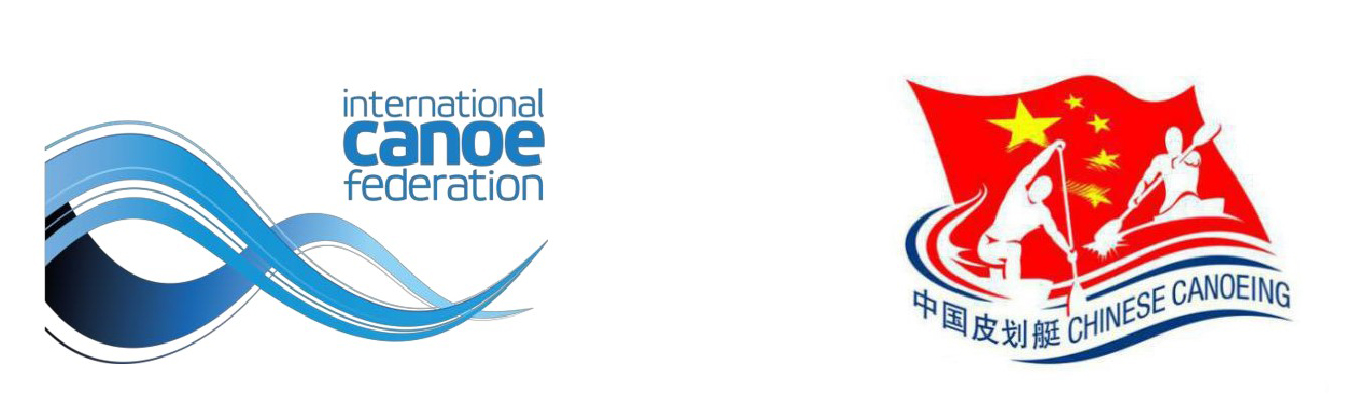 international
canoe
federation
中国皮划艇 CHINESE CANOEING